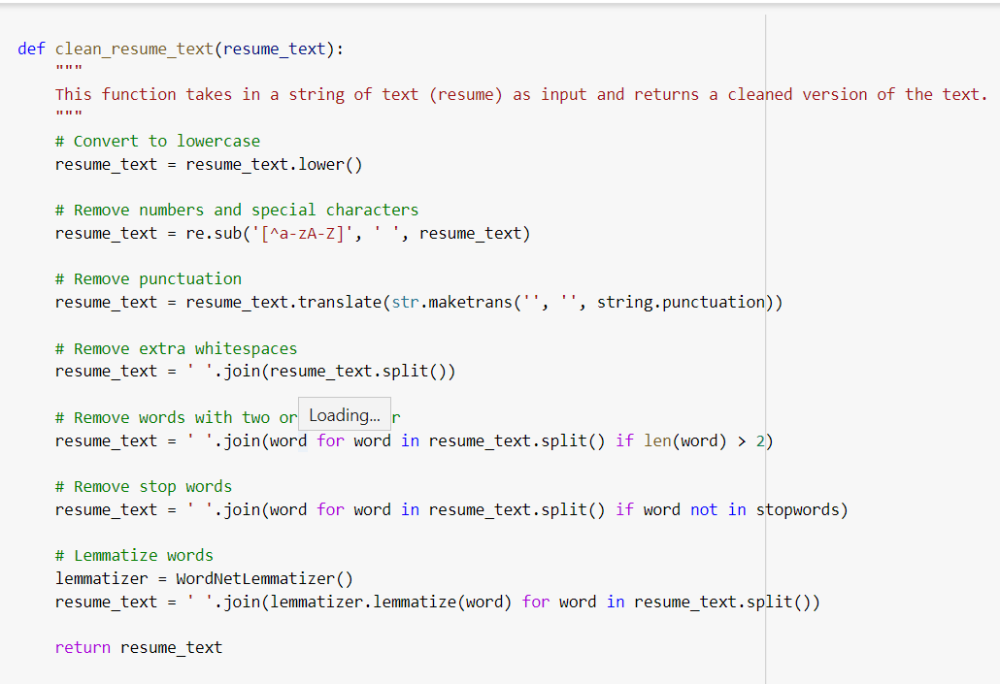 def clean_resume_text(resume_text):
    """
    This function takes in a string of text (resume) as input and returns a cleaned version of the text.
    """
    # Convert to lowercase
    resume_text = resume_text.lower()
    # Remove numbers and special characters
    resume_text = re.sub('[^a-zA-Z]', ' ', resume_text)
    # Remove punctuation
    resume_text = resume_text.translate(str.maketrans('', '', string.punctuation))
    # Remove extra whitespaces
    resume_text = ' '.join(resume_text.split())
    # Remove words with two or Loading... r
    resume_text = ' '.join(word for word in resume_text.split() if len(word) > 2)
    # Remove stop words
    resume_text = ' '.join(word for word in resume_text.split() if word not in stopwords)
    # Lemmatize words
    lemmatizer = WordNetLemmatizer()
    resume_text = ' '.join(lemmatizer.lemmatize(word) for word in resume_text.split())
    return resume_text